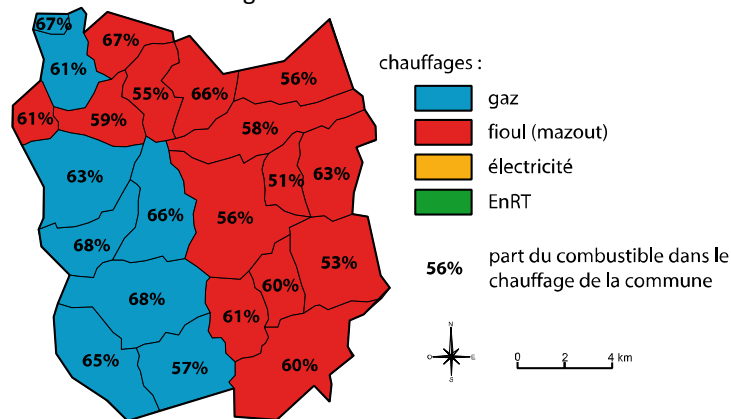 67%
67%
61%
55%
66%
56%
61%
59%
58%
63%
66%
56%
51%
63%
68%
53%
68%
60%
61%
65%
57%
60%
chauffages :
gaz
fioul (mazout)
électricité
EnRT
56%
part du combustible dans le
chauffage de la commune
N
O
E
S
0
2
4 km